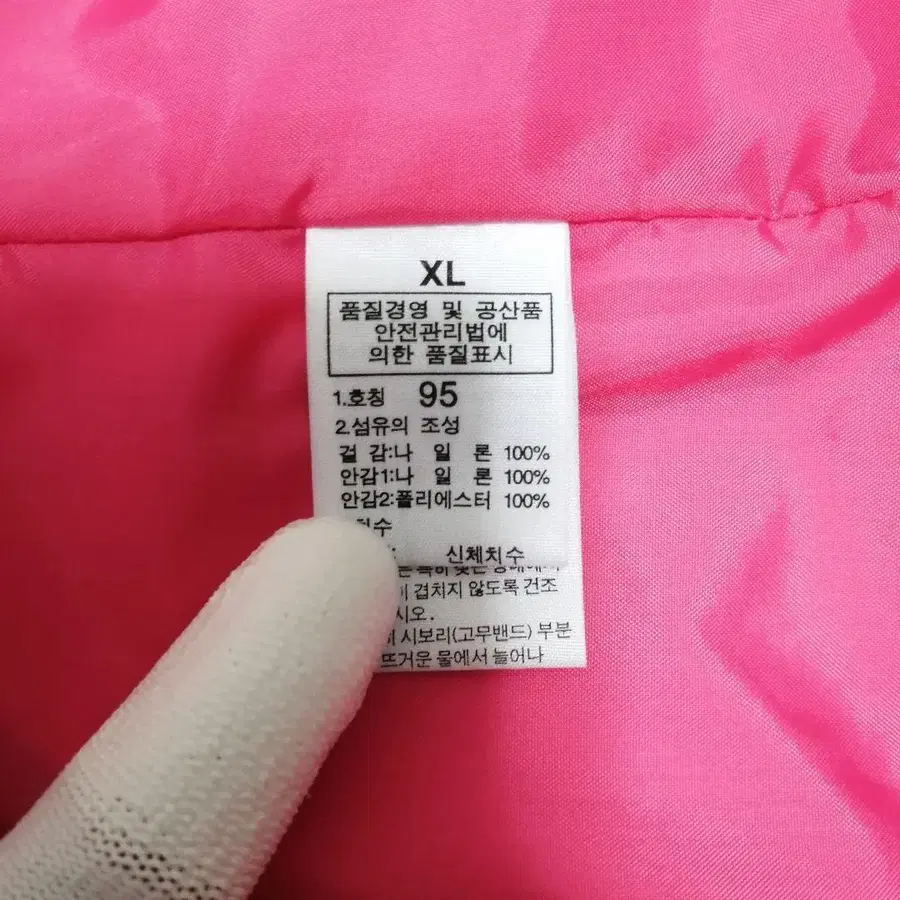 XL
품질경영 및 공산품
안전관리법에
의한 품질표시
1.호칭 95
2.섬유의 조성
겉 감:나 일 론 100%
안감1:나 일 론 100%
안감2:폴리에스터 100%
치수
신체치수
겹치지 않도록 건조
시오.
시보리(고무밴드) 부분
뜨거운 물에서 늘어나